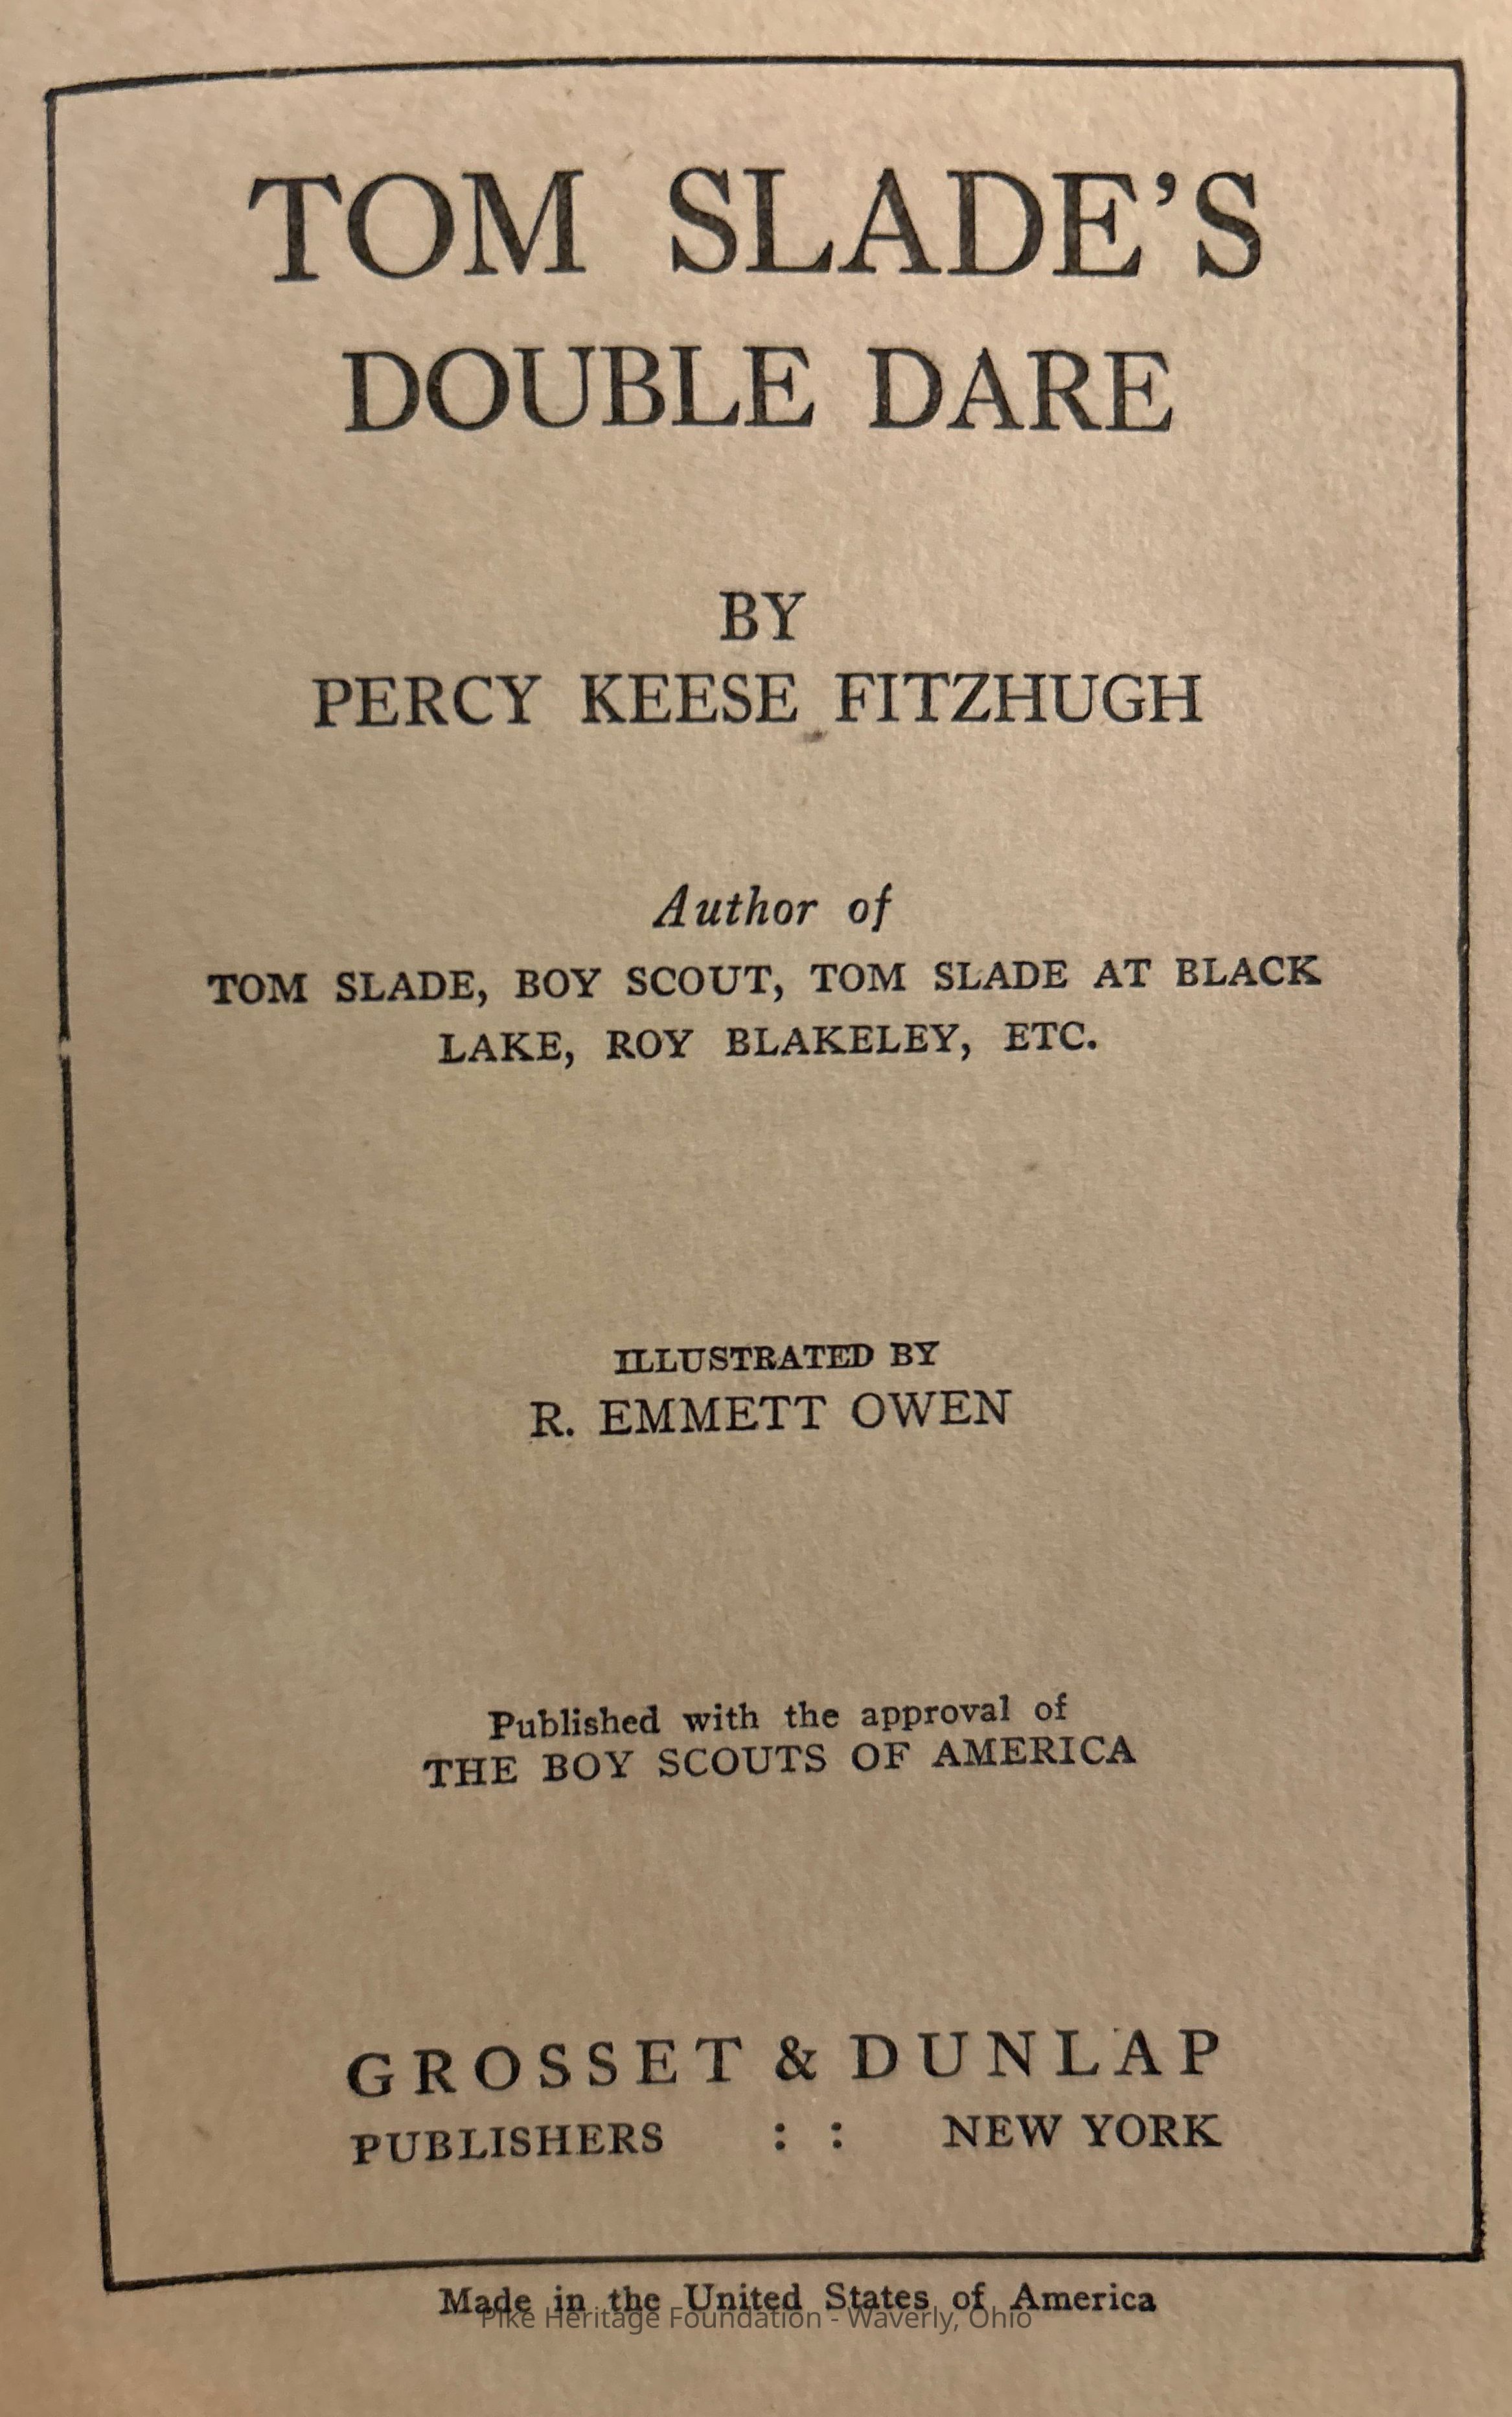 TOM SLADE'S
DOUBLE DARE
BY
PERCY KEESE FITZHUGH
Author of
TOM SLADE, BOY SCOUT, TOM SLADE AT BLACK
LAKE, ROY BLAKELEY, ETC.
ILLUSTRATED BY
R. EMMETT OWEN
Published with the approval of
THE BOY SCOUTS OF AMERICA
GROSSET & DUNLAP
PUBLISHERS : : NEW YORK
Made in the United States of America
Pike Heritage Foundation - Waverly, Ohio